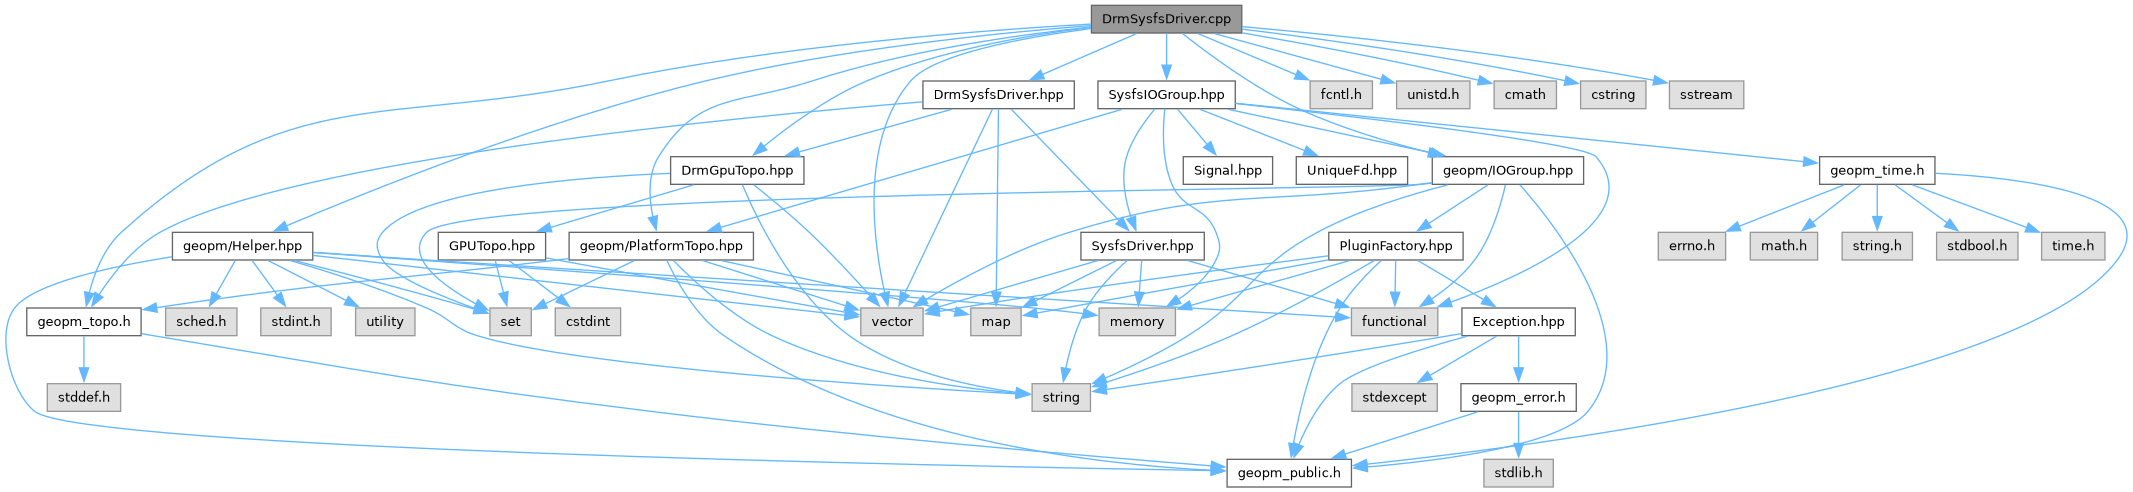 DrmSysfsDriver.cpp
DrmSysfsDriver.hpp
SysfsIOGroup.hpp
fcntl.h
unistd.h
cmath
cstring
sstream
DrmGpuTopo.hpp
Signal.hpp
UniqueFd.hpp
geopm/IOGroup.hpp
geopm_time.h
geopm/Helper.hpp
GPUTopo.hpp
geopm/PlatformTopo.hpp
SysfsDriver.hpp
PluginFactory.hpp
errno.h
math.h
string.h
stdbool.h
time.h
geopm_topo.h
sched.h
stdint.h
utility
set
cstdint
vector
map
memory
functional
Exception.hpp
stddef.h
string
stdexcept
geopm_error.h
geopm_public.h
stdlib.h